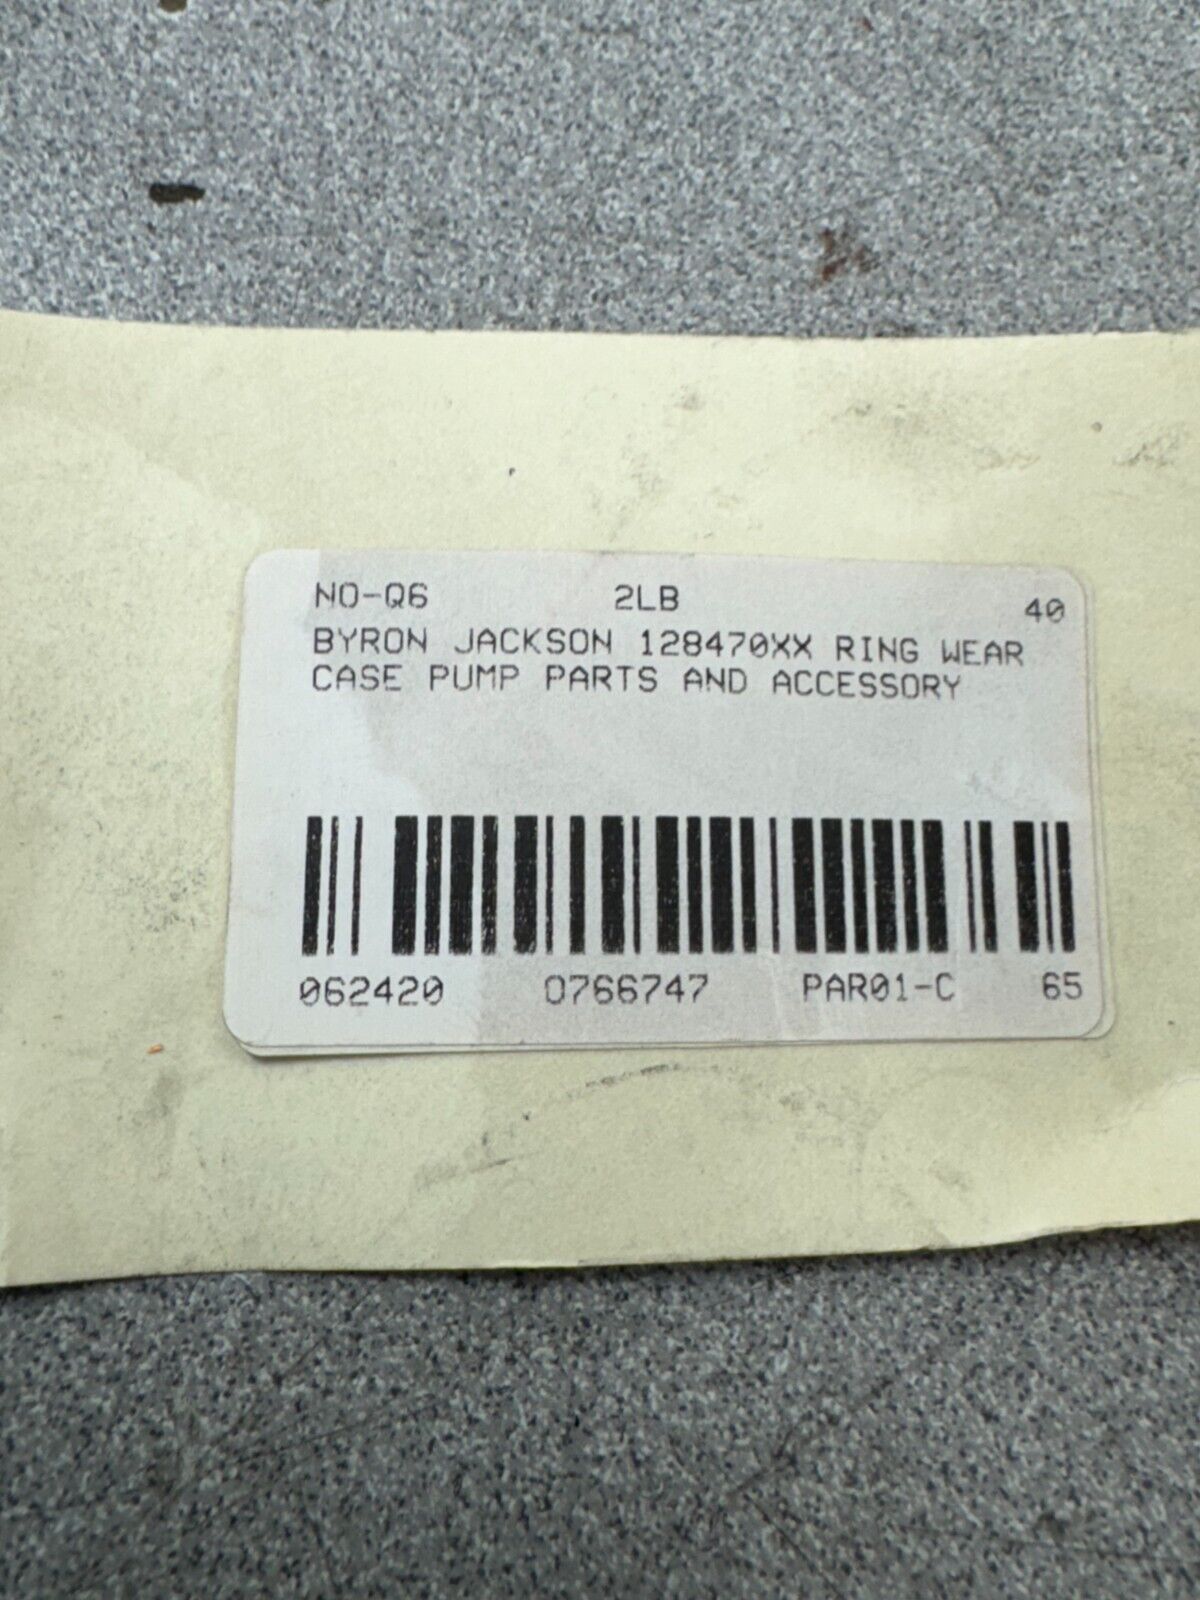 NO-Q6 2LB 40
BYRON JACKSON 128470XX RING WEAR
CASE PUMP PARTS AND ACCESSORY
062420 0766747 PAR01-C 65